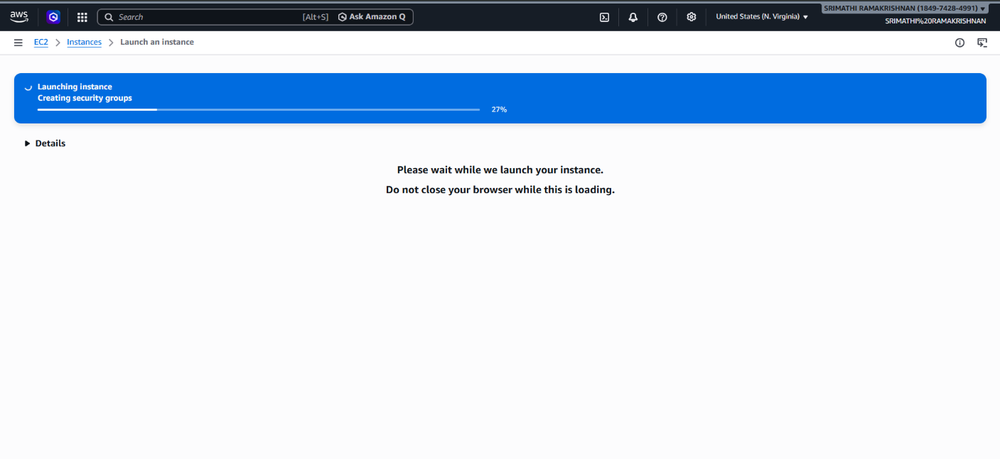 aws
Search [Alt+S] Ask Amazon Q
United States (N. Virginia)
SRIMATHI RAMAKRISHNAN (1849-7428-4991)
SRIMATHI%20RAMAKRISHNAN
EC2 Instances Launch an instance
Launching instance
Creating security groups
27%
Details
Please wait while we launch your instance.
Do not close your browser while this is loading.